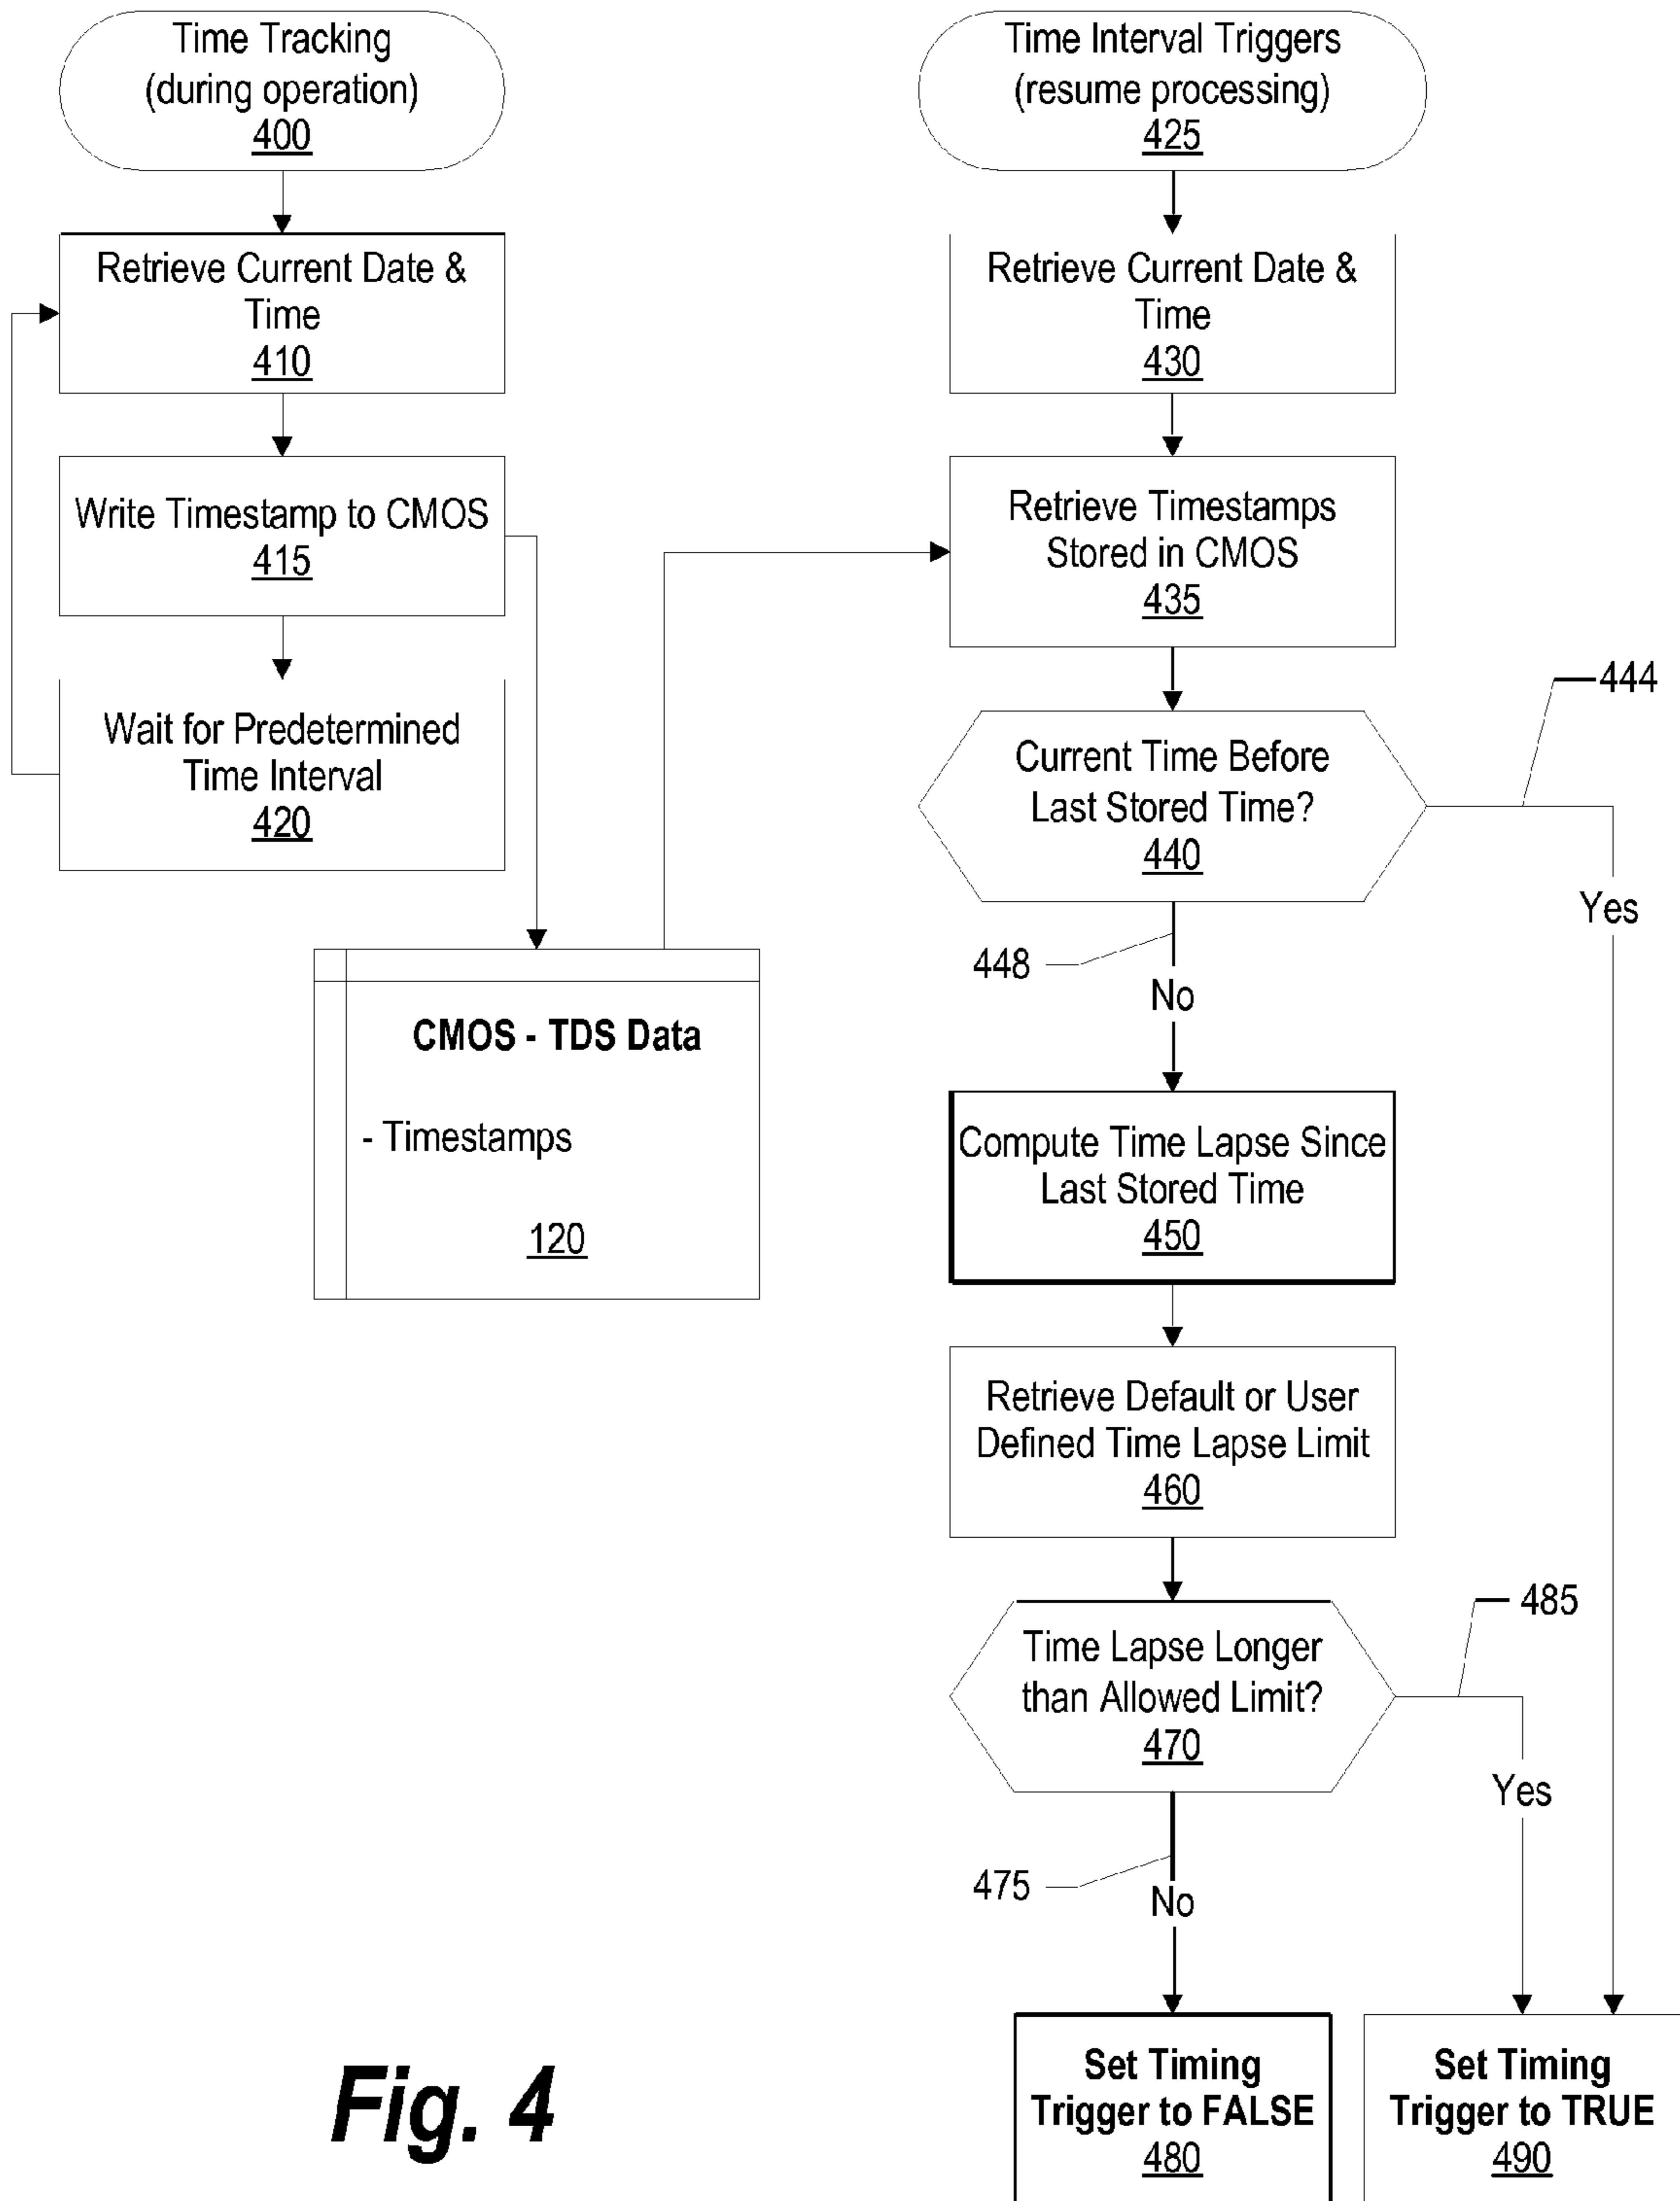 Time Tracking
(during operation)
400
Retrieve Current Date &
Time
410
Write Timestamp to CMOS
415
Wait for Predetermined
Time Interval
420
CMOS - TDS Data
- Timestamps
120
Time Interval Triggers
(resume processing)
425
Retrieve Current Date &
Time
430
Retrieve Timestamps
Stored in CMOS
435
444
Current Time Before
Last Stored Time?
440
Yes
448
No
Compute Time Lapse Since
Last Stored Time
450
Retrieve Default or User
Defined Time Lapse Limit
460
485
Time Lapse Longer
than Allowed Limit?
470
Yes
475
No
Set Timing
Trigger to FALSE
480
Set Timing
Trigger to TRUE
490
Fig. 4